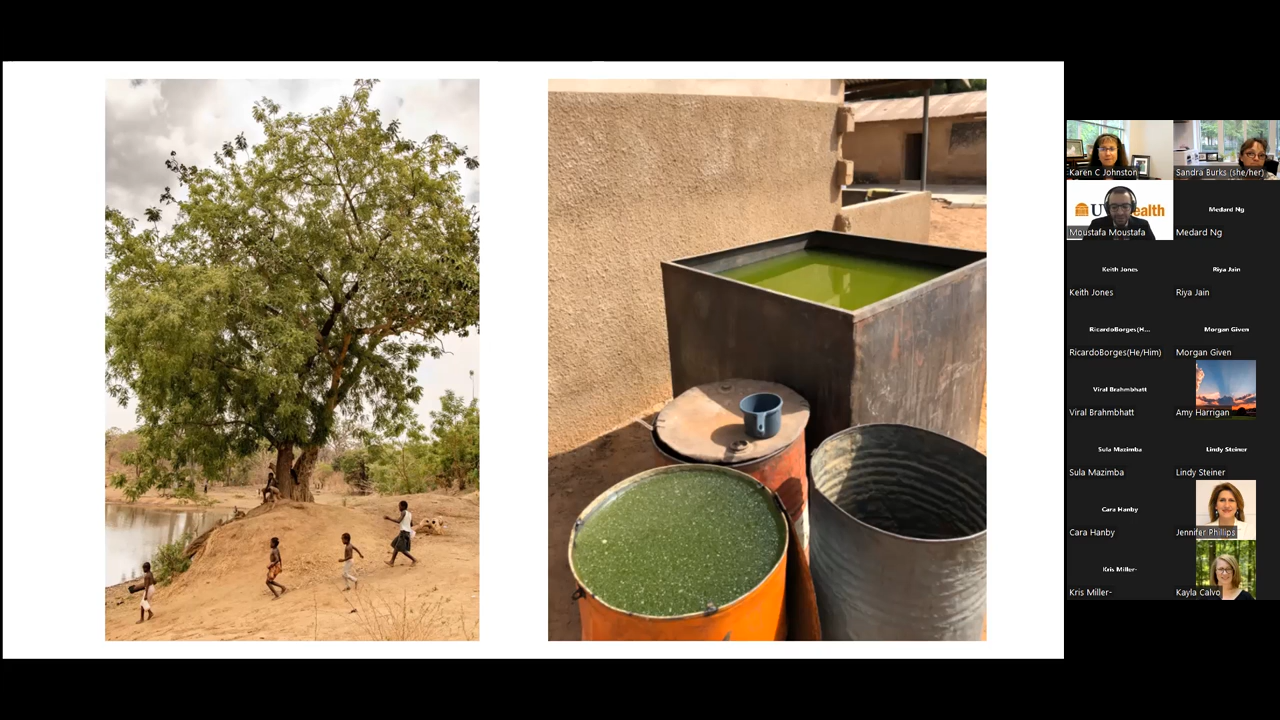 Karen C Johnston
Sandra Burks (she/her)
U
ealth
Moustafa Moustafa
Medard Ng
Medard Ng
Keith Jones
Riya Jain
Keith Jones
Riya Jain
RicardoBorges(H...
Morgan Given
RicardoBorges(He/Him)
Morgan Given
Viral Brahmbhatt
Viral Brahmbhatt
Amy Harrigan
Sula Mazimba
Lindy Steiner
Sula Mazimba
Lindy Steiner
Cara Hanby
Cara Hanby
Jennifer Phillips
Kris Miller-
Kris Miller-
Kayla Calvo